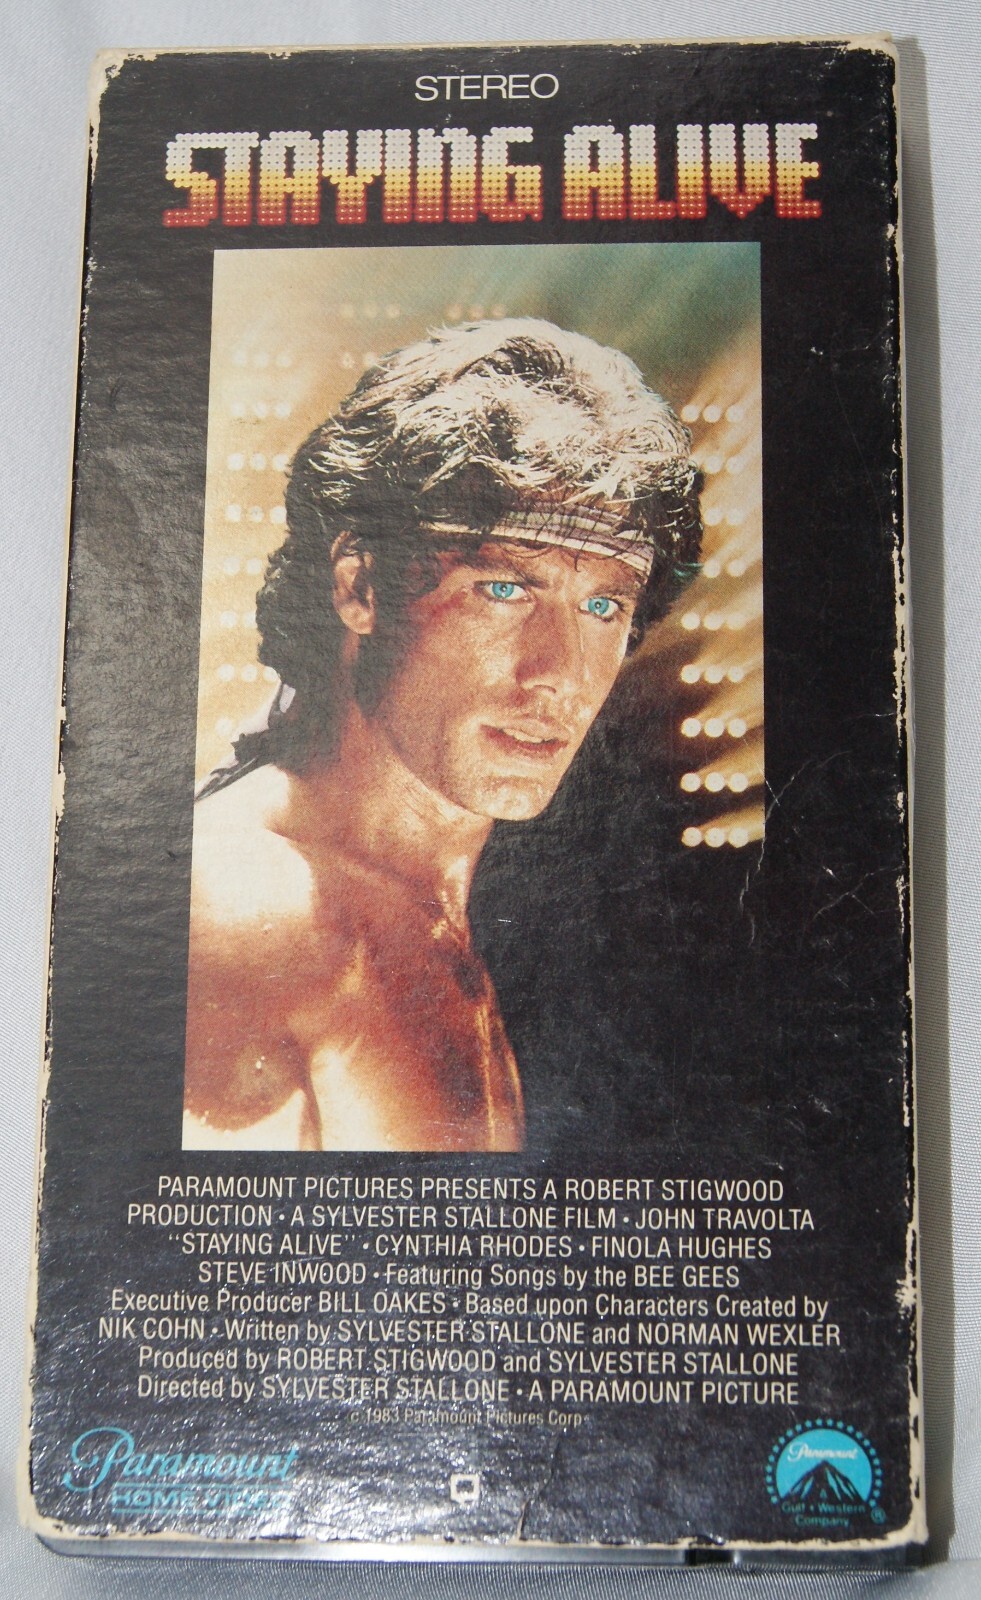 STEREO
STAYING ALIVE
PARAMOUNT PICTURES PRESENTS A ROBERT STIGWOOD
PRODUCTION • A SYLVESTER STALLONE FILM • JOHN TRAVOLTA
"STAYING ALIVE" • CYNTHIA RHODES • FINOLA HUGHES
STEVE INWOOD • Featuring Songs by the BEE GEES
Executive Producer BILL OAKES • Based upon Characters Created by
NIK COHN • Written by SYLVESTER STALLONE and NORMAN WEXLER
Produced by ROBERT STIGWOOD and SYLVESTER STALLONE
Directed by SYLVESTER STALLONE • A PARAMOUNT PICTURE
© 1983 Paramount Pictures Corp.
Paramount
HOME VIDEO
Paramount
A
Gulf + Western
Company
®